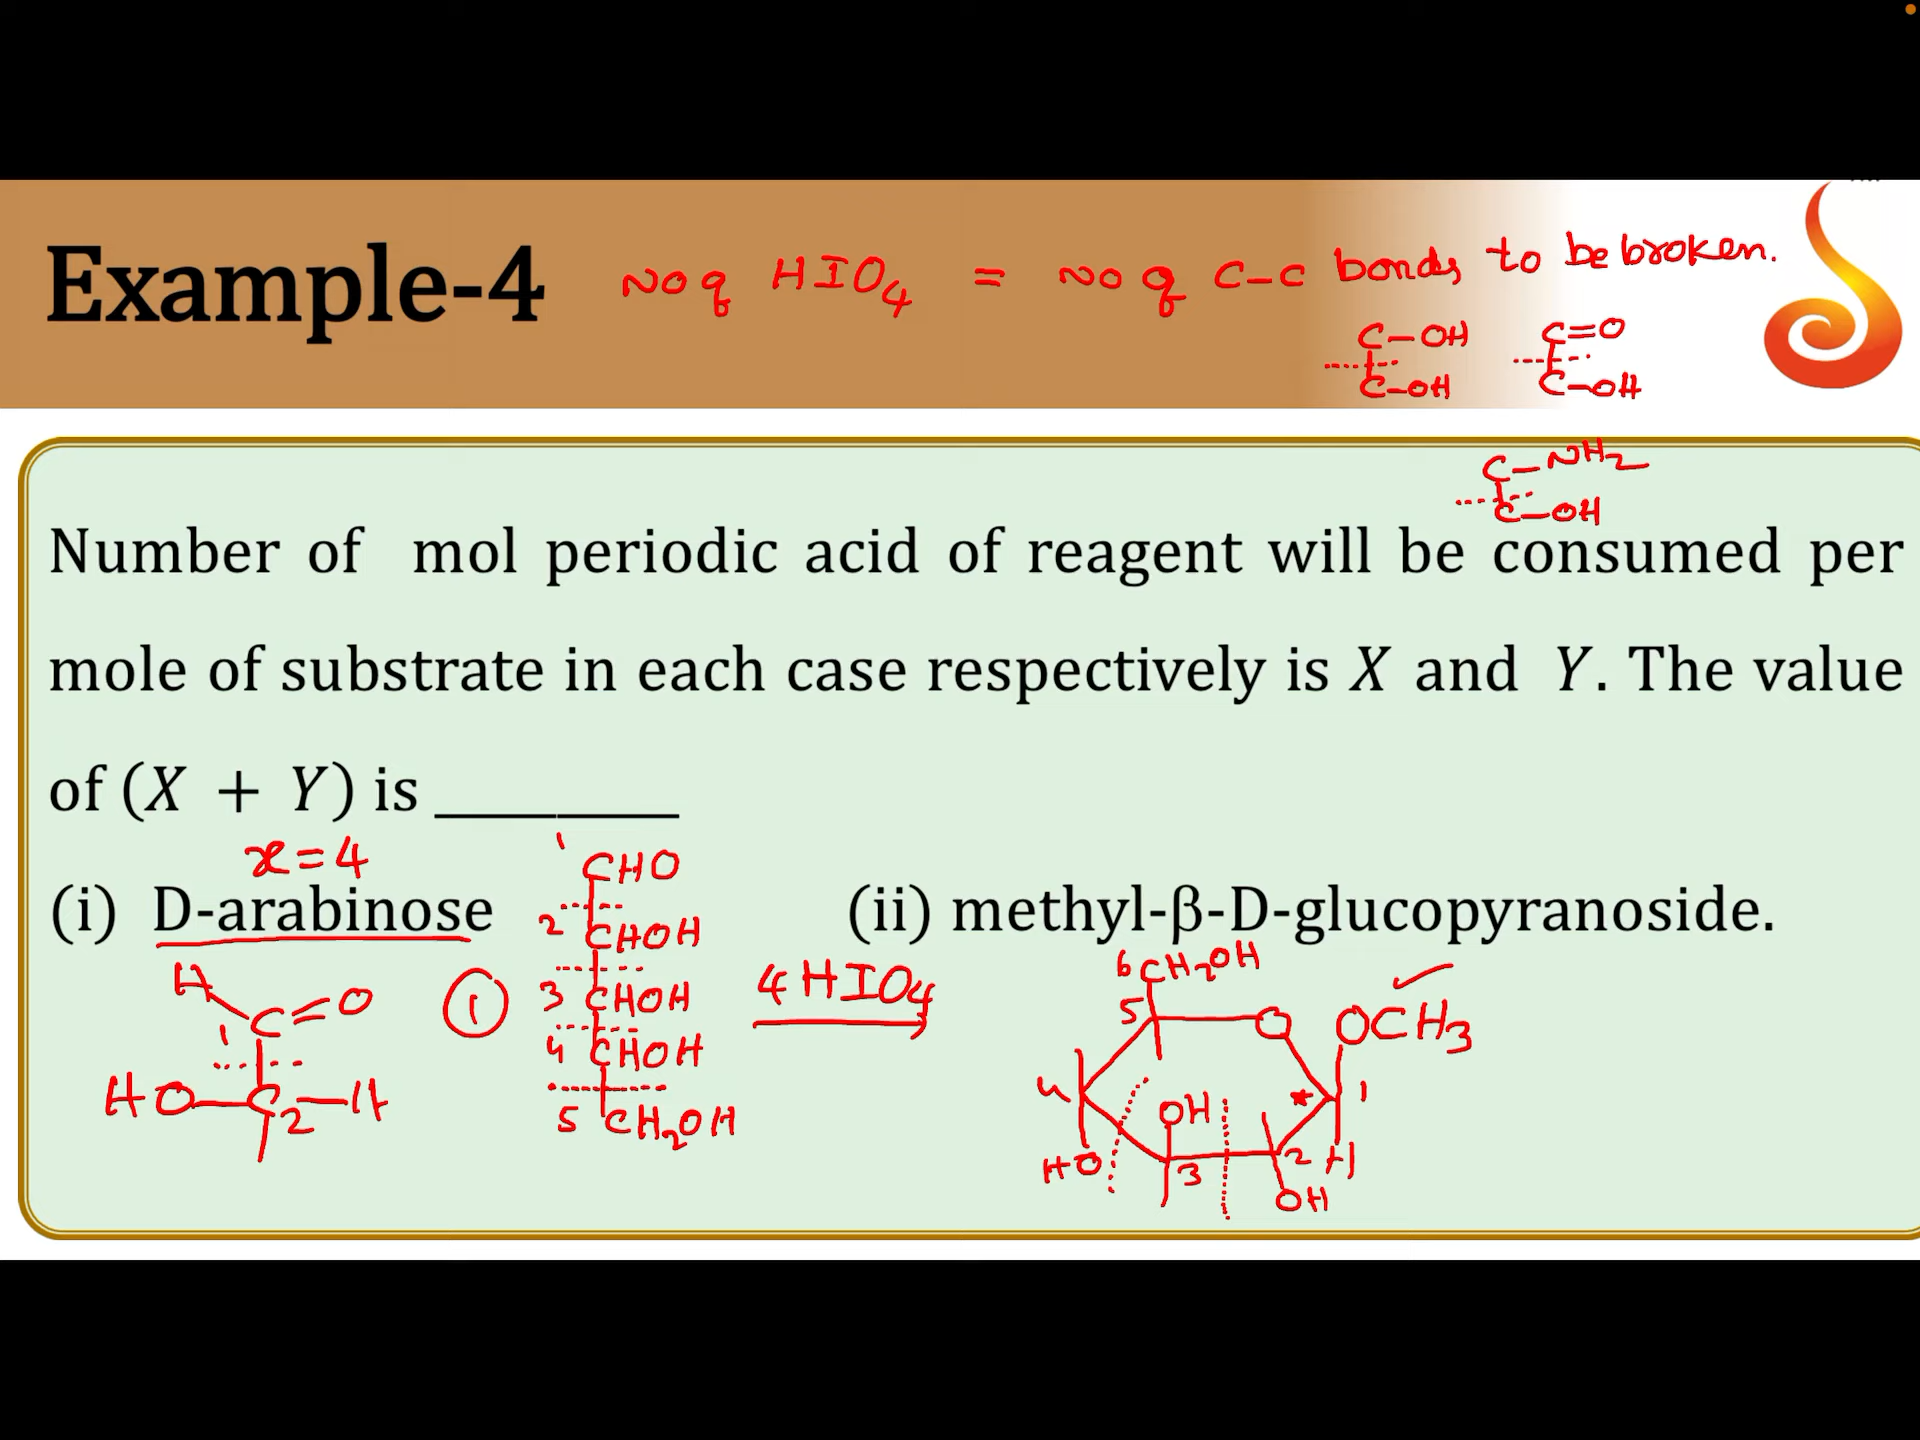 Example-4
No of HIO4 = No of C-C bonds to be broken.
C-OH C=O
C-OH C-OH
C-NH2
C-OH
Number of mol periodic acid of reagent will be consumed per
mole of substrate in each case respectively is X and Y. The value
of (X + Y) is ________
x=4
(i) D-arabinose
(ii) methyl-β-D-glucopyranoside.
H
C=O
1
HO-C-H
2
1
1
CHO
2 CHOH
3 CHOH
4 CHOH
5 CH2OH
4HIO4
6 CH2OH
5 O OCH3
4 * 1
OH
HO 3 2 H
OH